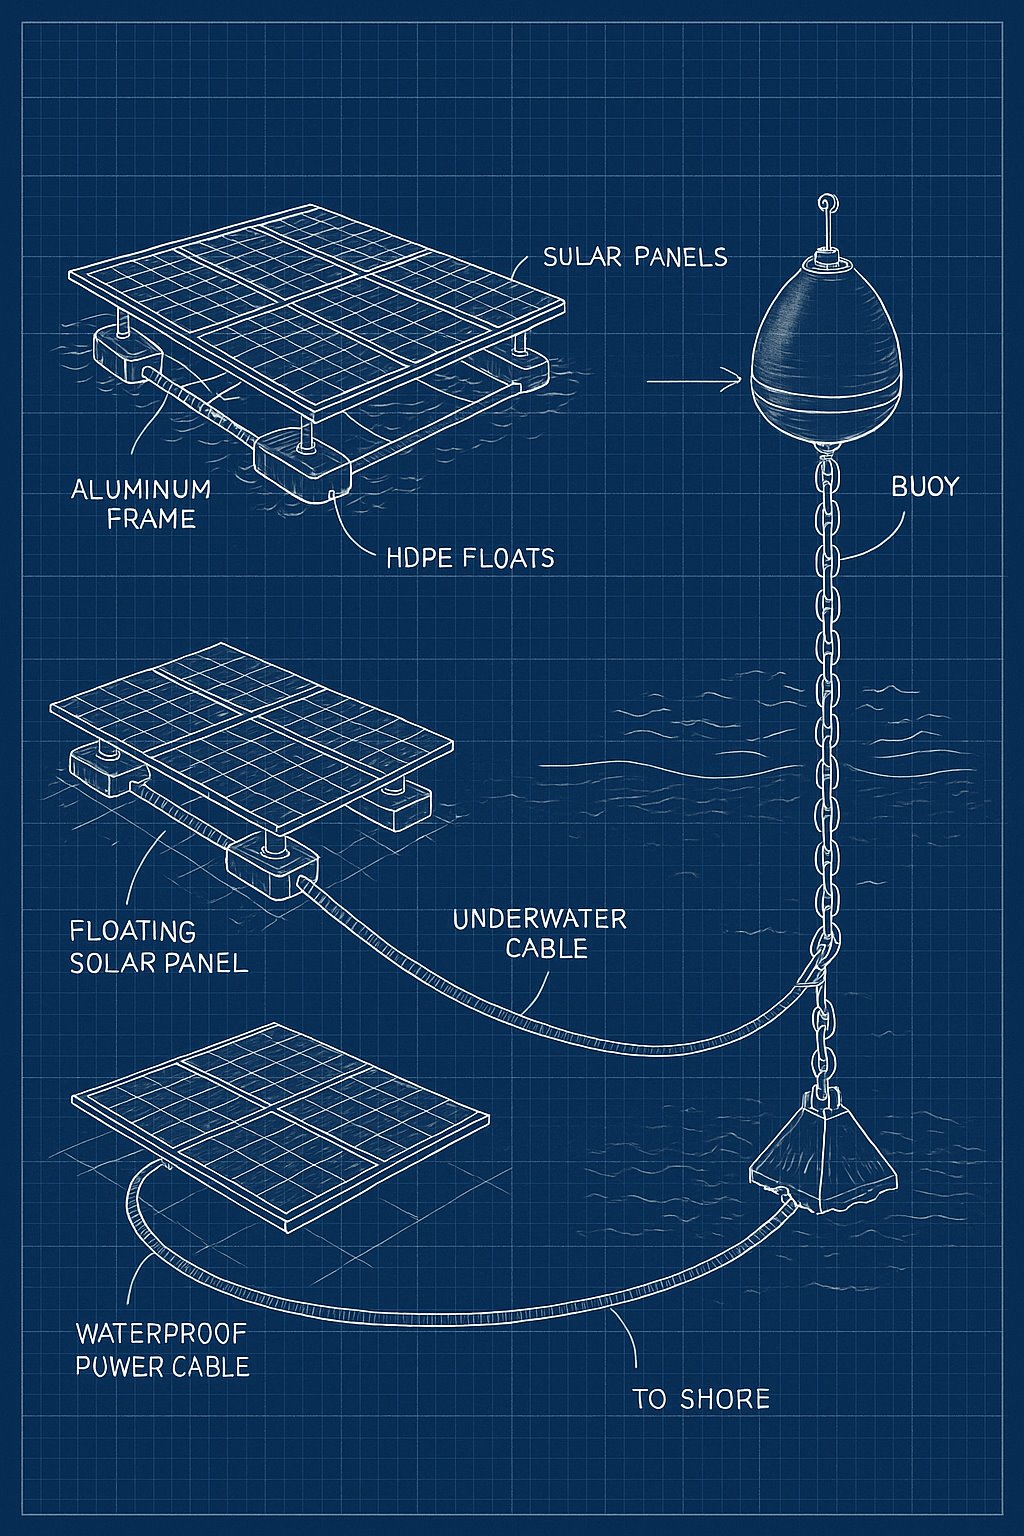 SULAR PANELS
ALUMINUM
FRAME
HDPE FLOATS
BUOY
FLOATING
SOLAR PANEL
UNDERWATER
CABLE
WATERPROOF
PUWER CABLE
TO SHORE